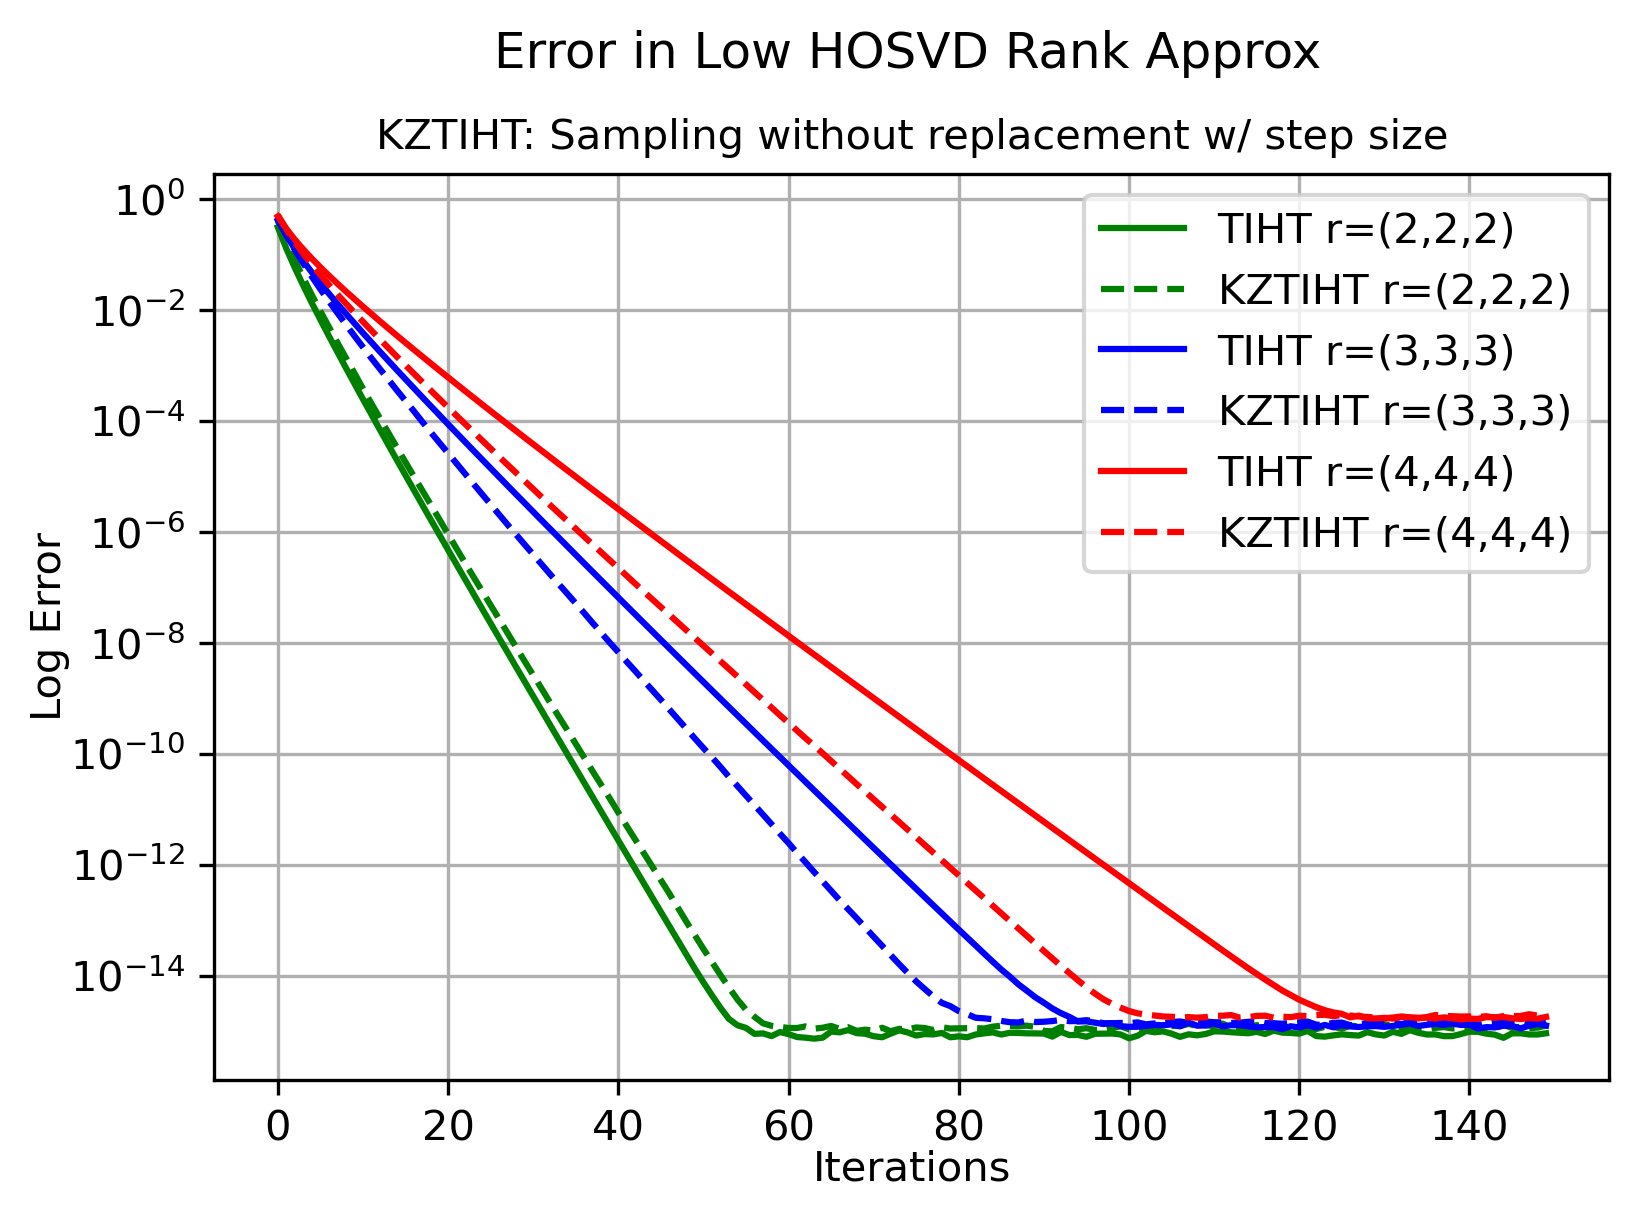 Error in Low HOSVD Rank Approx
KZTIHT: Sampling without replacement w/ step size
10⁰
10⁻²
10⁻⁴
10⁻⁶
10⁻⁸
10⁻¹⁰
10⁻¹²
10⁻¹⁴
Log Error
TIHT r=(2,2,2)
KZTIHT r=(2,2,2)
TIHT r=(3,3,3)
KZTIHT r=(3,3,3)
TIHT r=(4,4,4)
KZTIHT r=(4,4,4)
0 20 40 60 80 100 120 140
Iterations